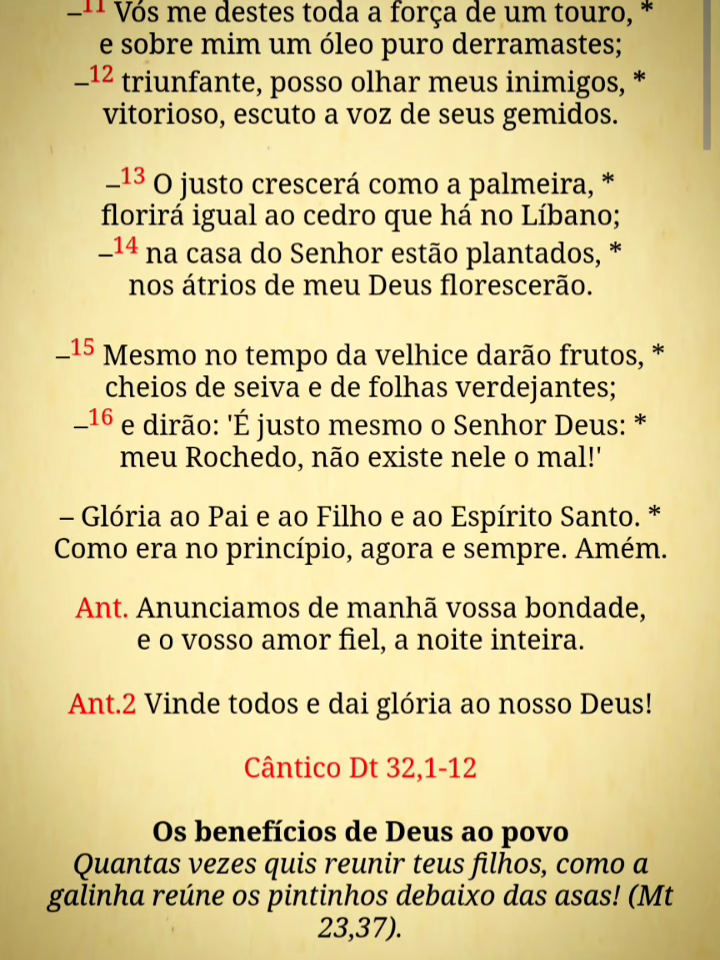 –11 Vós me destes toda a força de um touro, *
e sobre mim um óleo puro derramastes;
–12 triunfante, posso olhar meus inimigos, *
vitorioso, escuto a voz de seus gemidos.
–13 O justo crescerá como a palmeira, *
florirá igual ao cedro que há no Líbano;
–14 na casa do Senhor estão plantados, *
nos átrios de meu Deus florescerão.
–15 Mesmo no tempo da velhice darão frutos, *
cheios de seiva e de folhas verdejantes;
–16 e dirão: 'É justo mesmo o Senhor Deus: *
meu Rochedo, não existe nele o mal!'
– Glória ao Pai e ao Filho e ao Espírito Santo. *
Como era no princípio, agora e sempre. Amém.
Ant. Anunciamos de manhã vossa bondade,
e o vosso amor fiel, a noite inteira.
Ant.2 Vinde todos e dai glória ao nosso Deus!
Cântico Dt 32,1-12
Os benefícios de Deus ao povo
Quantas vezes quis reunir teus filhos, como a
galinha reúne os pintinhos debaixo das asas! (Mt
23,37).